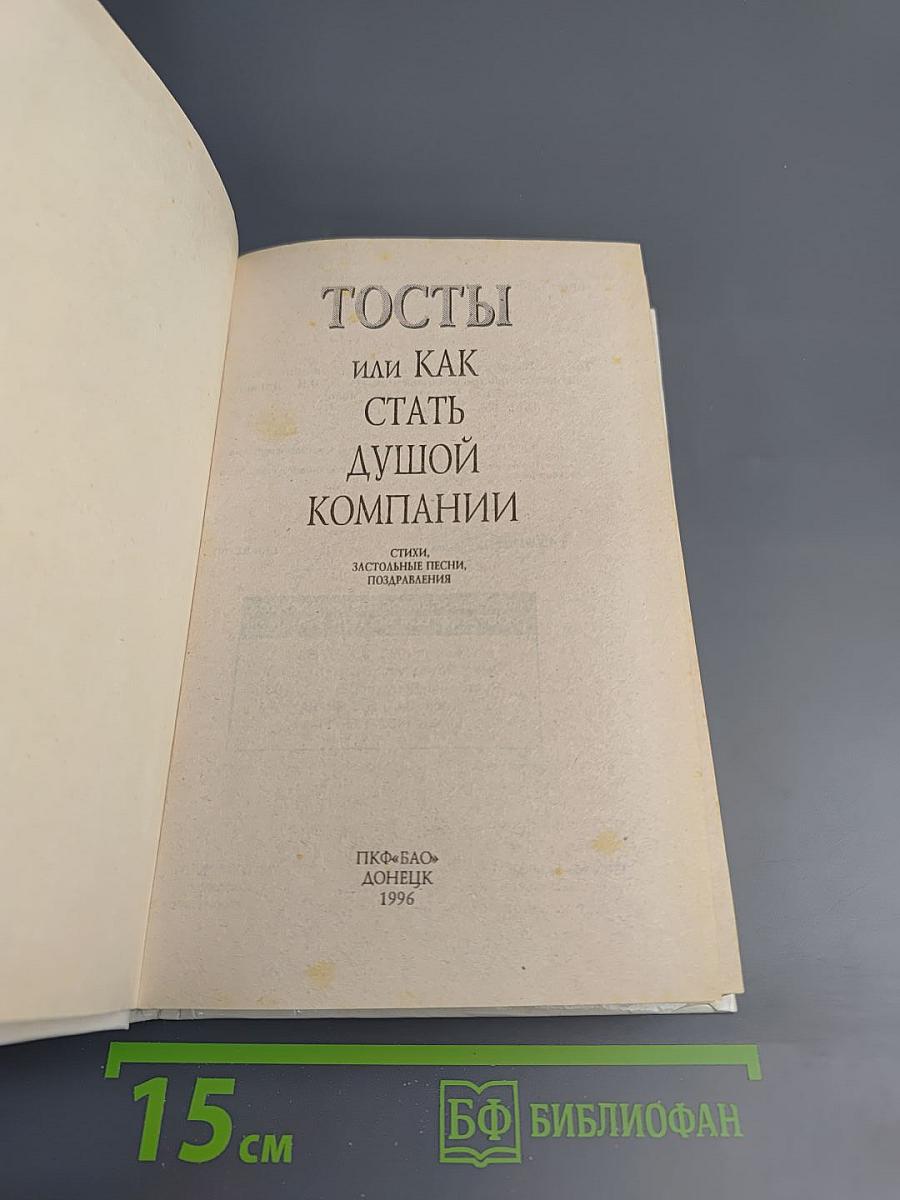 ТОСТЫ
или КАК
СТАТЬ
ДУШОЙ
КОМПАНИИ
СТИХИ,
ЗАСТОЛЬНЫЕ ПЕСНИ,
ПОЗДРАВЛЕНИЯ
ПКФ«БАО»
ДОНЕЦК
1996
15 см
БФ БИБЛИОФАН